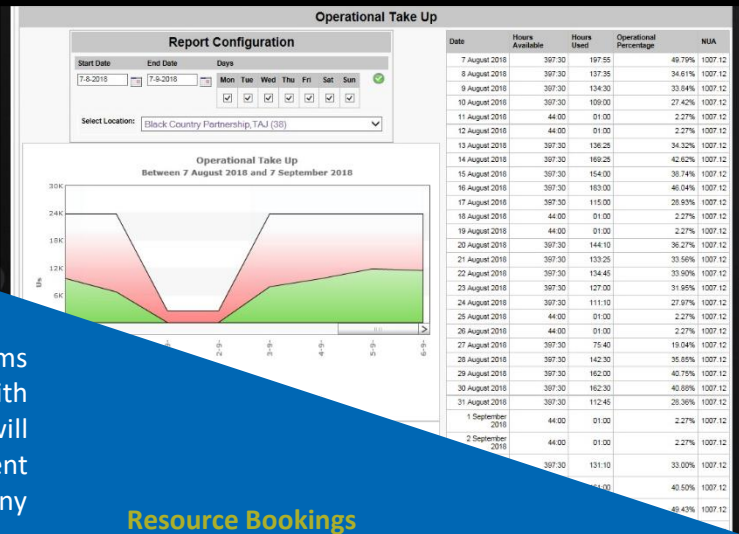 Operational Take Up
Report Configuration
Start Date End Date Days
7-8-2018 7-9-2018 Mon Tue Wed Thu Fri Sat Sun
Select Location: Black Country Partnership,TAJ (38)
Operational Take Up
Between 7 August 2018 and 7 September 2018
30K
24K
18K
12K
6K
Us
2-9-
3-9-
4-9-
5-9-
6-9-
Date Hours Available Hours Used Operational Percentage NUA
7 August 2018 397:30 197:55 49.79% 1007.12
8 August 2018 397:30 137:35 34.61% 1007.12
9 August 2018 397:30 134:30 33.84% 1007.12
10 August 2018 397:30 109:00 27.42% 1007.12
11 August 2018 44:00 01:00 2.27% 1007.12
12 August 2018 44:00 01:00 2.27% 1007.12
13 August 2018 397:30 136:25 34.32% 1007.12
14 August 2018 397:30 169:25 42.62% 1007.12
15 August 2018 397:30 154:00 38.74% 1007.12
16 August 2018 397:30 183:00 46.04% 1007.12
17 August 2018 397:30 115:00 28.93% 1007.12
18 August 2018 44:00 01:00 2.27% 1007.12
19 August 2018 44:00 01:00 2.27% 1007.12
20 August 2018 397:30 144:10 36.27% 1007.12
21 August 2018 397:30 133:25 33.56% 1007.12
22 August 2018 397:30 134:45 33.90% 1007.12
23 August 2018 397:30 127:00 31.95% 1007.12
24 August 2018 397:30 111:10 27.97% 1007.12
25 August 2018 44:00 01:00 2.27% 1007.12
26 August 2018 44:00 01:00 2.27% 1007.12
27 August 2018 397:30 75:40 19.04% 1007.12
28 August 2018 397:30 142:30 35.85% 1007.12
29 August 2018 397:30 162:00 40.75% 1007.12
30 August 2018 397:30 162:30 40.88% 1007.12
31 August 2018 397:30 112:45 28.36% 1007.12
1 September 2018 44:00 01:00 2.27% 1007.12
2 September 2018 44:00 01:00 2.27% 1007.12
397:30 131:10 33.00% 1007.12
40.50% 1007.12
49.43% 1007.12
ms
ith
will
ent
ny
Resource Bookings